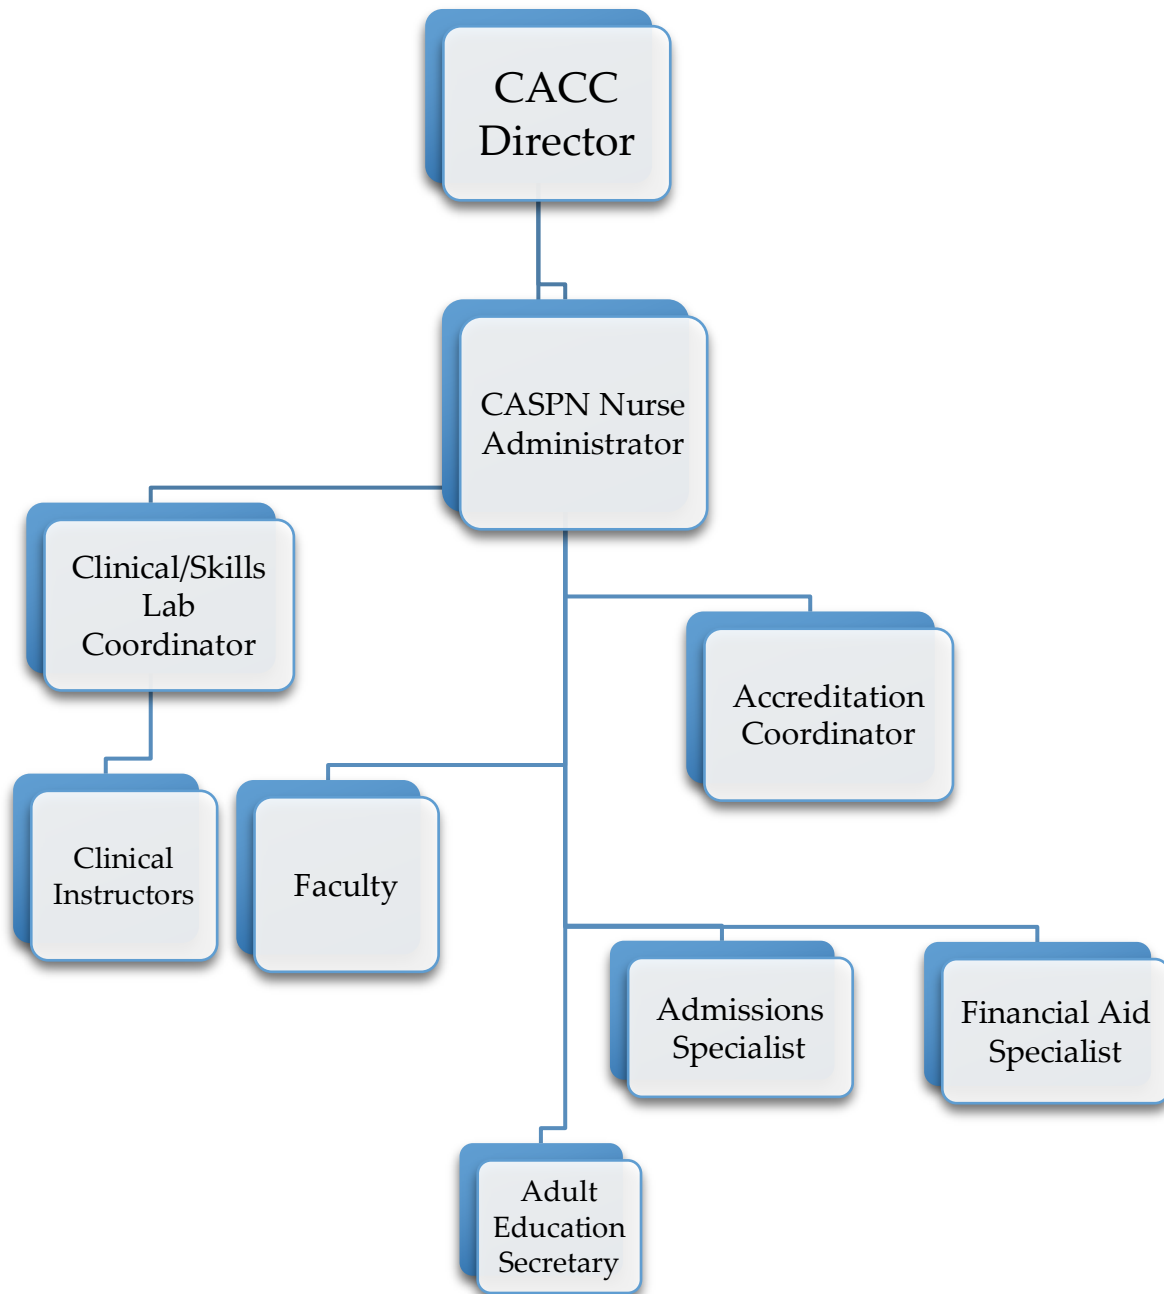 CACC
Director
CASPN Nurse
Administrator
Clinical/Skills
Lab
Coordinator
Accreditation
Coordinator
Clinical
Instructors
Faculty
Admissions
Specialist
Financial Aid
Specialist
Adult
Education
Secretary